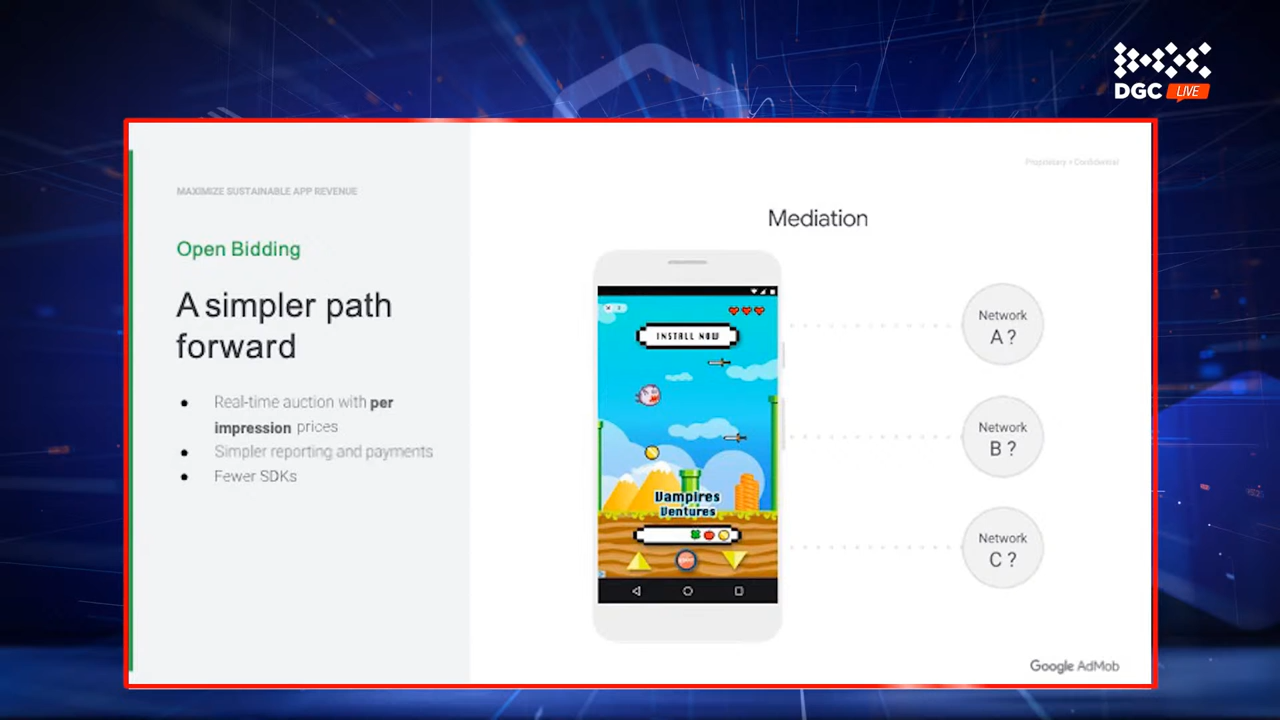 DGC LIVE
Proprietary + Confidential
MAXIMIZE SUSTAINABLE APP REVENUE
Open Bidding
A simpler path
forward
Real-time auction with per
impression prices
Simpler reporting and payments
Fewer SDKs
Mediation
INSTALL NOW
Vampires
Ventures
Network
A ?
Network
B ?
Network
C ?
Google AdMob